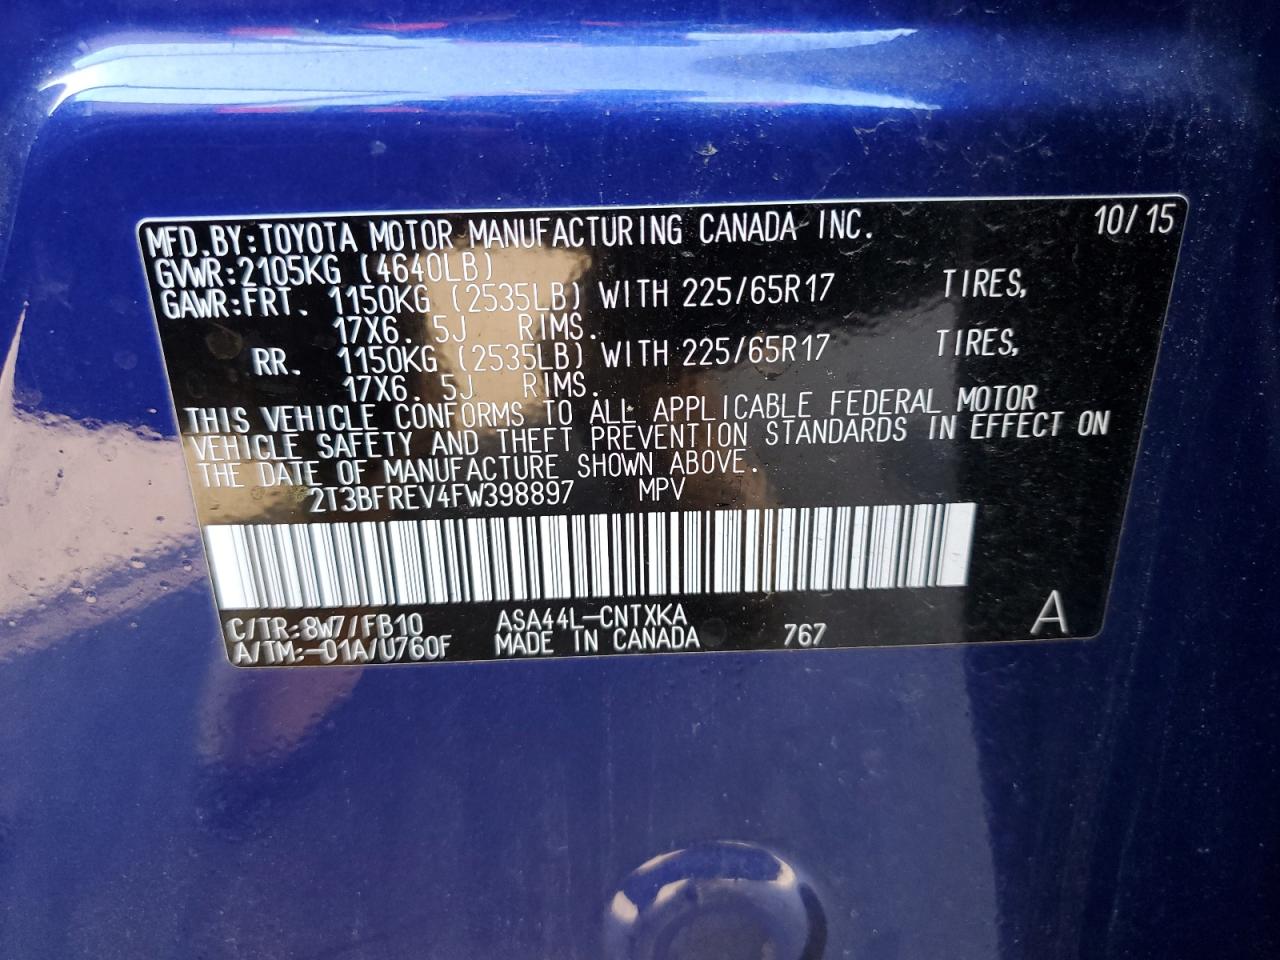 MFD.BY:TOYOTA MOTOR MANUFACTURING CANADA INC. 10/15
GVWR:2105KG (4640LB)
GAWR:FRT. 1150KG (2535LB) WITH 225/65R17 TIRES,
17X6. 5J RIMS.
RR. 1150KG (2535LB) WITH 225/65R17 TIRES,
17X6. 5J RIMS.
THIS VEHICLE CONFORMS TO ALL APPLICABLE FEDERAL MOTOR
VEHICLE SAFETY AND THEFT PREVENTION STANDARDS IN EFFECT ON
THE DATE OF MANUFACTURE SHOWN ABOVE.
2T3BFREV4FW398897 MPV
C/TR:8W7/FB10 ASA44L-CNTXKA
A/TM:-01A/U760F MADE IN CANADA 767 A